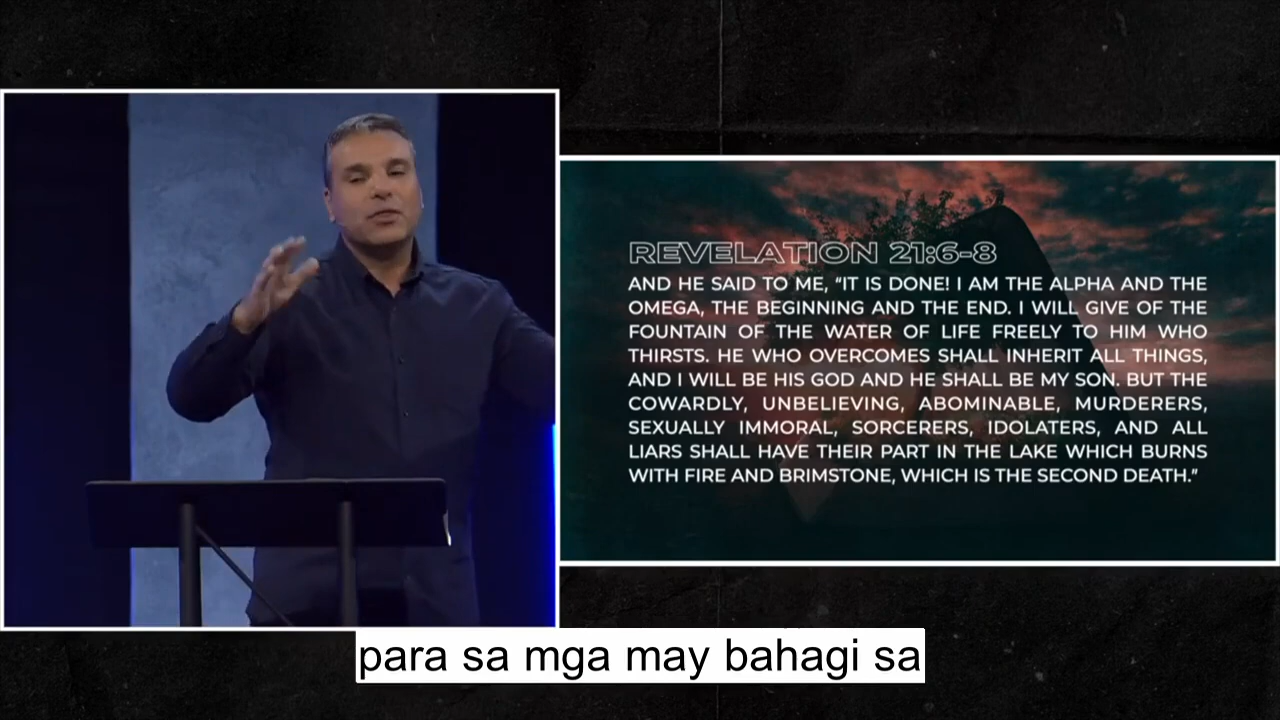 REVELATION 21:6-8
AND HE SAID TO ME, “IT IS DONE! I AM THE ALPHA AND THE
OMEGA, THE BEGINNING AND THE END. I WILL GIVE OF THE
FOUNTAIN OF THE WATER OF LIFE FREELY TO HIM WHO
THIRSTS. HE WHO OVERCOMES SHALL INHERIT ALL THINGS,
AND I WILL BE HIS GOD AND HE SHALL BE MY SON. BUT THE
COWARDLY, UNBELIEVING, ABOMINABLE, MURDERERS,
SEXUALLY IMMORAL, SORCERERS, IDOLATERS, AND ALL
LIARS SHALL HAVE THEIR PART IN THE LAKE WHICH BURNS
WITH FIRE AND BRIMSTONE, WHICH IS THE SECOND DEATH.”
para sa mga may bahagi sa